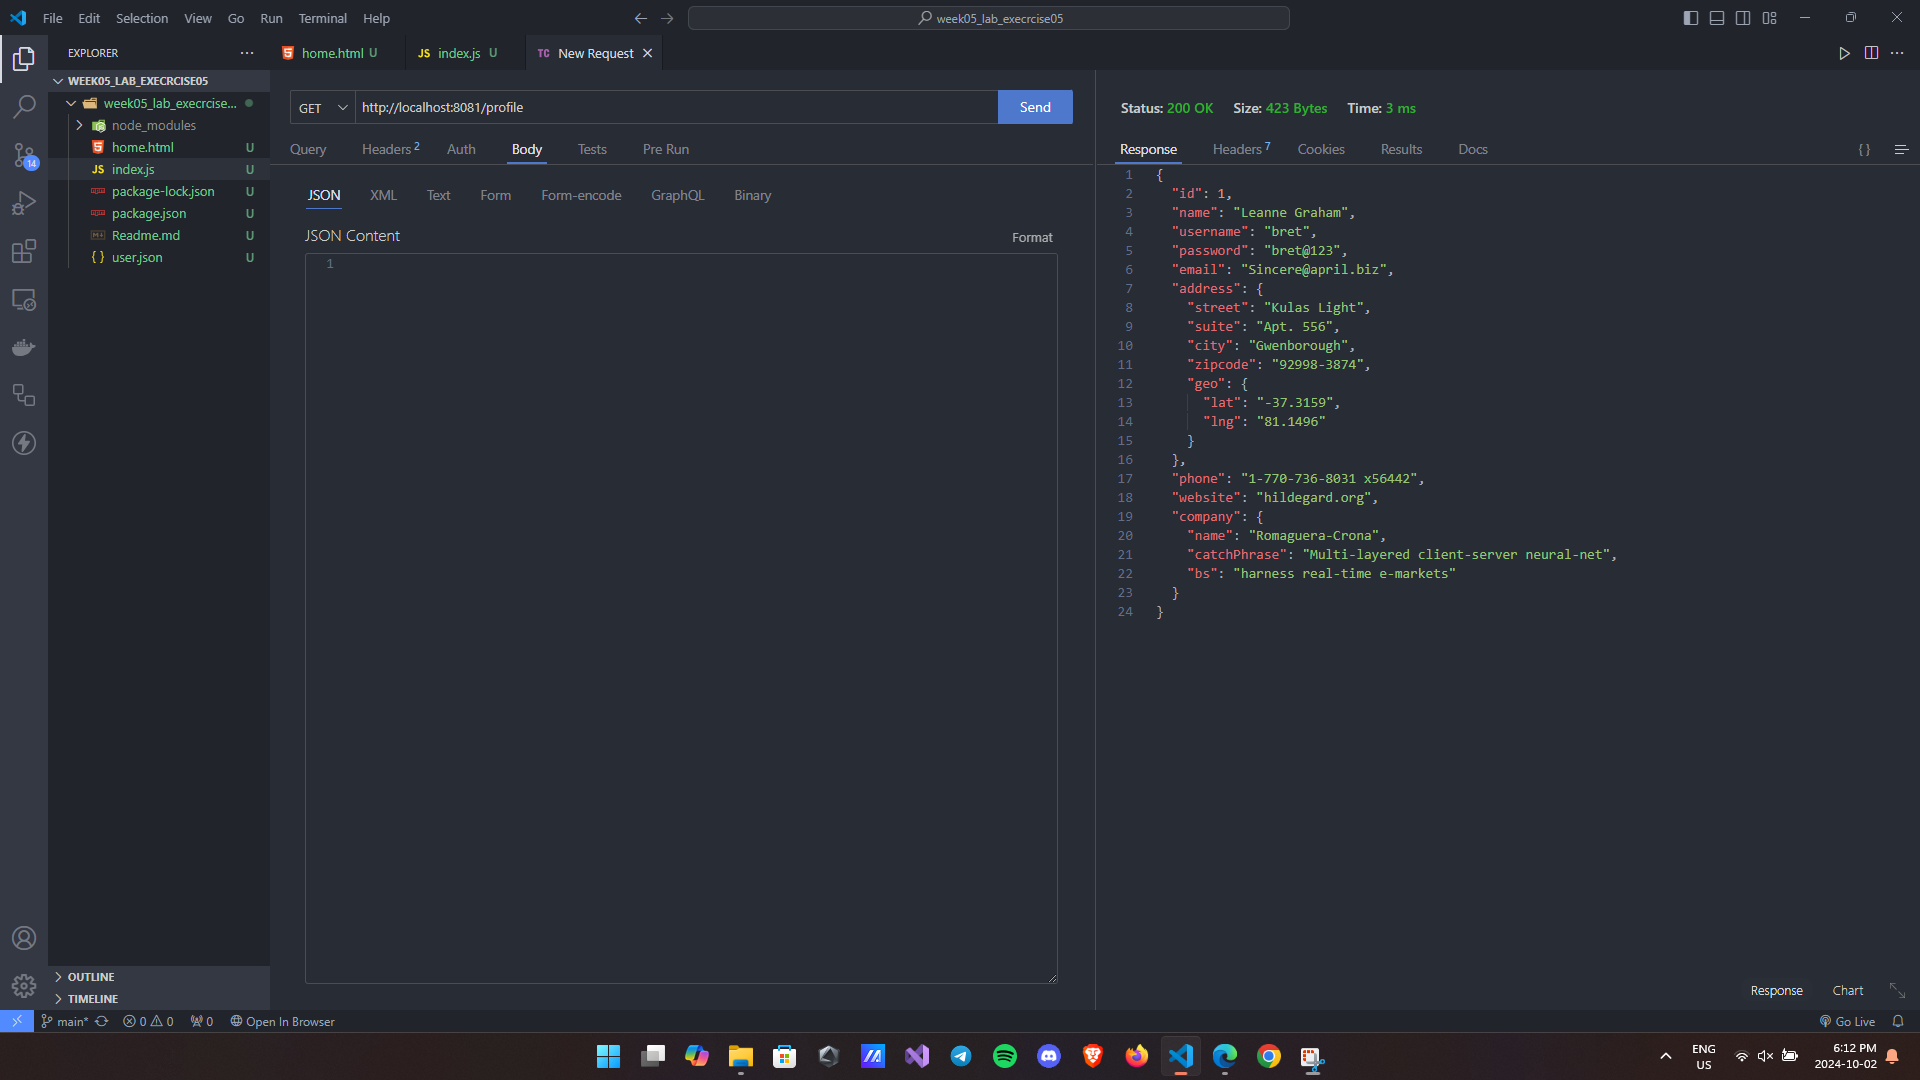 File Edit Selection View Go Run Terminal Help
week05_lab_execrcise05
EXPLORER
WEEK05_LAB_EXECRCISE05
week05_lab_execrcise...
node_modules
home.html U
JS index.js U
package-lock.json U
package.json U
Readme.md U
{ } user.json U
OUTLINE
TIMELINE
home.html U
JS index.js U
TC New Request
GET http://localhost:8081/profile Send
Query Headers 2 Auth Body Tests Pre Run
JSON XML Text Form Form-encode GraphQL Binary
JSON Content Format
1
Status: 200 OK Size: 423 Bytes Time: 3 ms
Response Headers 7 Cookies Results Docs { }
1 {
2 "id": 1,
3 "name": "Leanne Graham",
4 "username": "bret",
5 "password": "bret@123",
6 "email": "Sincere@april.biz",
7 "address": {
8 "street": "Kulas Light",
9 "suite": "Apt. 556",
10 "city": "Gwenborough",
11 "zipcode": "92998-3874",
12 "geo": {
13 "lat": "-37.3159",
14 "lng": "81.1496"
15 }
16 },
17 "phone": "1-770-736-8031 x56442",
18 "website": "hildegard.org",
19 "company": {
20 "name": "Romaguera-Crona",
21 "catchPhrase": "Multi-layered client-server neural-net",
22 "bs": "harness real-time e-markets"
23 }
24 }
Response Chart
14
main* 0 0 0 Open In Browser Go Live
ENG
US
6:12 PM
2024-10-02